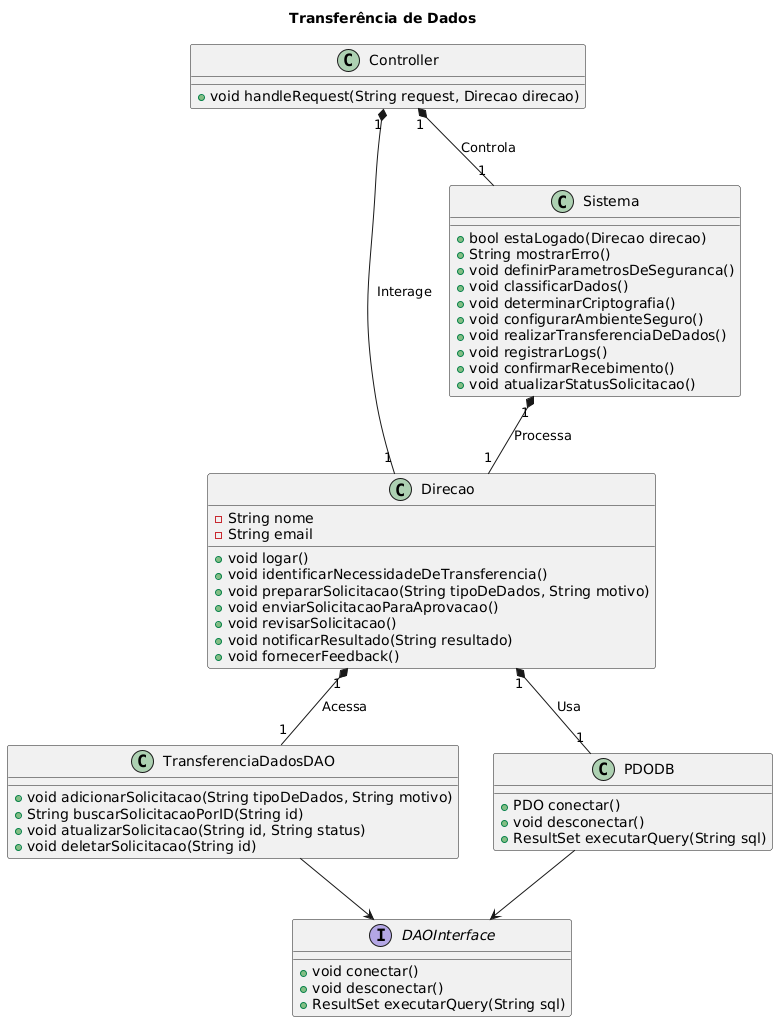 Transferência de Dados
C Controller
void handleRequest(String request, Direcao direcao)
1
1
Controla
1
C Sistema
bool estaLogado(Direcao direcao)
String mostrarErro()
void definirParametrosDeSeguranca()
void classificarDados()
void determinarCriptografia()
void configurarAmbienteSeguro()
void realizarTransferenciaDeDados()
void registrarLogs()
void confirmarRecebimento()
void atualizarStatusSolicitacao()
Interage
1
Processa
1
1
C Direcao
String nome
String email
void logar()
void identificarNecessidadeDeTransferencia()
void prepararSolicitacao(String tipoDeDados, String motivo)
void enviarSolicitacaoParaAprovacao()
void revisarSolicitacao()
void notificarResultado(String resultado)
void fornecerFeedback()
1
1
Acessa
Usa
1
1
C TransferenciaDadosDAO
void adicionarSolicitacao(String tipoDeDados, String motivo)
String buscarSolicitacaoPorID(String id)
void atualizarSolicitacao(String id, String status)
void deletarSolicitacao(String id)
C PDODB
PDO conectar()
void desconectar()
ResultSet executarQuery(String sql)
I DAOInterface
void conectar()
void desconectar()
ResultSet executarQuery(String sql)